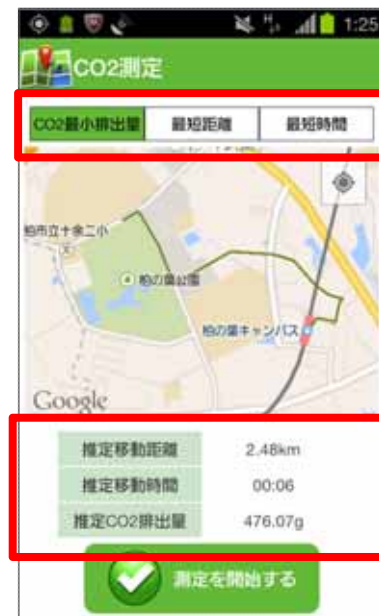 1:25
CO2測定
CO2最小排出量 最短距離 最短時間
柏市立十余二小
柏の葉公園
柏の葉キャンパス
Google
推定移動距離 2.48km
推定移動時間 00:06
推定CO2排出量 476.07g
測定を開始する